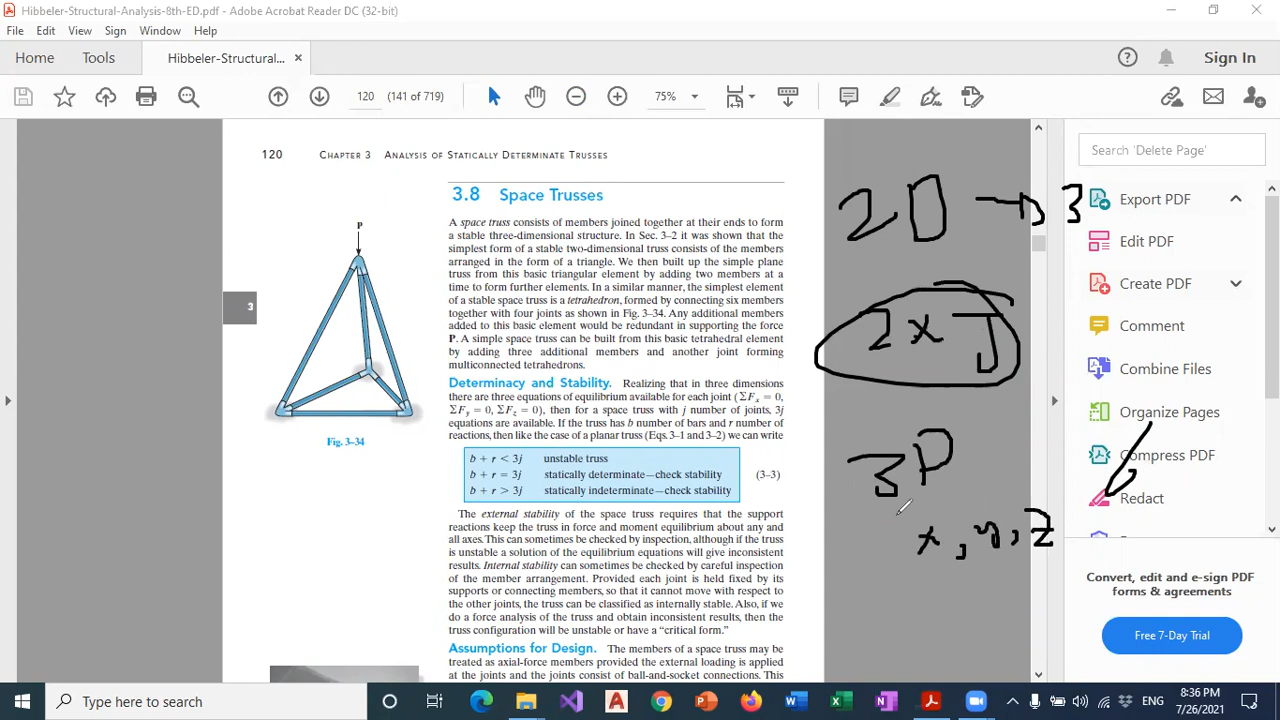 Hibbeler-Structural-Analysis-8th-ED.pdf - Adobe Acrobat Reader DC (32-bit)
File Edit View Sign Window Help
Home Tools Hibbeler-Structural... × Sign In
120 (141 of 719) 75%
120 CHAPTER 3 ANALYSIS OF STATICALLY DETERMINATE TRUSSES
3.8 Space Trusses
A space truss consists of members joined together at their ends to form
a stable three-dimensional structure. In Sec. 3–2 it was shown that the
simplest form of a stable two-dimensional truss consists of the members
arranged in the form of a triangle. We then built up the simple plane
truss from this basic triangular element by adding two members at a
time to form further elements. In a similar manner, the simplest element
of a stable space truss is a tetrahedron, formed by connecting six members
together with four joints as shown in Fig. 3–34. Any additional members
added to this basic element would be redundant in supporting the force
P. A simple space truss can be built from this basic tetrahedral element
by adding three additional members and another joint forming
multiconnected tetrahedrons.
P
3
Fig. 3–34
Determinacy and Stability. Realizing that in three dimensions
there are three equations of equilibrium available for each joint (ΣFx = 0,
ΣFy = 0, ΣFz = 0), then for a space truss with j number of joints, 3j
equations are available. If the truss has b number of bars and r number of
reactions, then like the case of a planar truss (Eqs. 3–1 and 3–2) we can write
b + r < 3j unstable truss
b + r = 3j statically determinate—check stability (3–3)
b + r > 3j statically indeterminate—check stability
The external stability of the space truss requires that the support
reactions keep the truss in force and moment equilibrium about any and
all axes. This can sometimes be checked by inspection, although if the truss
is unstable a solution of the equilibrium equations will give inconsistent
results. Internal stability can sometimes be checked by careful inspection
of the member arrangement. Provided each joint is held fixed by its
supports or connecting members, so that it cannot move with respect to
the other joints, the truss can be classified as internally stable. Also, if we
do a force analysis of the truss and obtain inconsistent results, then the
truss configuration will be unstable or have a “critical form.”
Assumptions for Design. The members of a space truss may be
treated as axial-force members provided the external loading is applied
at the joints and the joints consist of ball-and-socket connections. This
2D → 3
2 x J
3D
x, y, z
Search 'Delete Page'
Export PDF
Edit PDF
Create PDF
Comment
Combine Files
Organize Pages
Compress PDF
Redact
Convert, edit and e-sign PDF
forms & agreements
Free 7-Day Trial
Type here to search
ENG
8:36 PM
7/26/2021